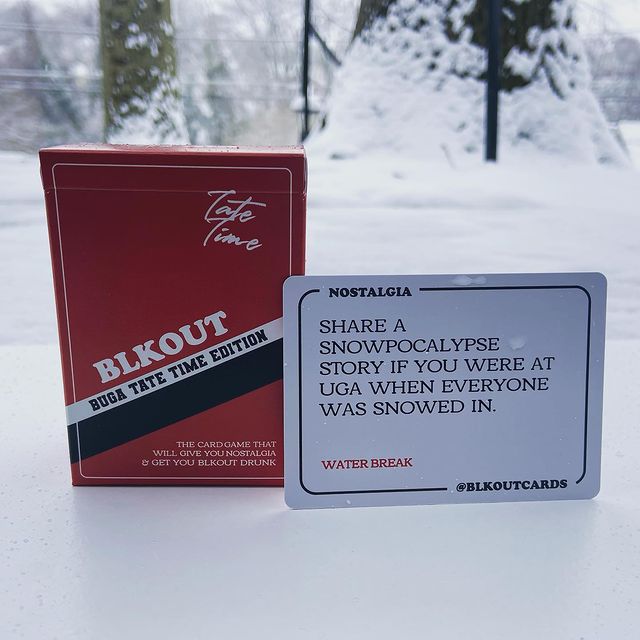 Tate
Time
BLKOUT
BUGA TATE TIME EDITION
THE CARD GAME THAT
WILL GIVE YOU NOSTALGIA
& GET YOU BLKOUT DRUNK
NOSTALGIA
SHARE A
SNOWPOCALYPSE
STORY IF YOU WERE AT
UGA WHEN EVERYONE
WAS SNOWED IN.
WATER BREAK
@BLKOUTCARDS